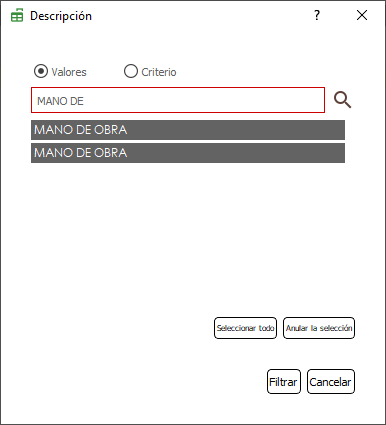 Descripción
?
Valores
Criterio
MANO DE
MANO DE OBRA
MANO DE OBRA
Seleccionar todo
Anular la selección
Filtrar
Cancelar